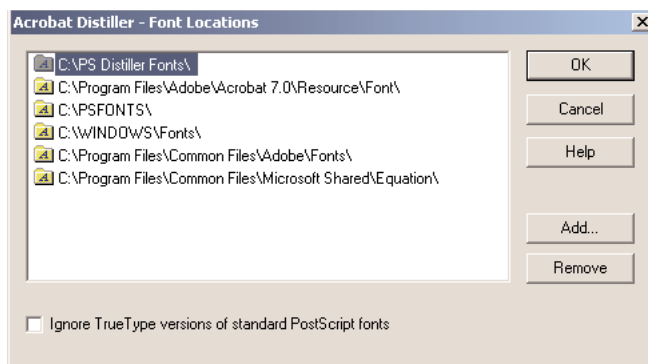 Acrobat Distiller - Font Locations
C:\PS Distiller Fonts\
C:\Program Files\Adobe\Acrobat 7.0\Resource\Font\
C:\PSFONTS\
C:\WINDOWS\Fonts\
C:\Program Files\Common Files\Adobe\Fonts\
C:\Program Files\Common Files\Microsoft Shared\Equation\
OK
Cancel
Help
Add...
Remove
Ignore TrueType versions of standard PostScript fonts